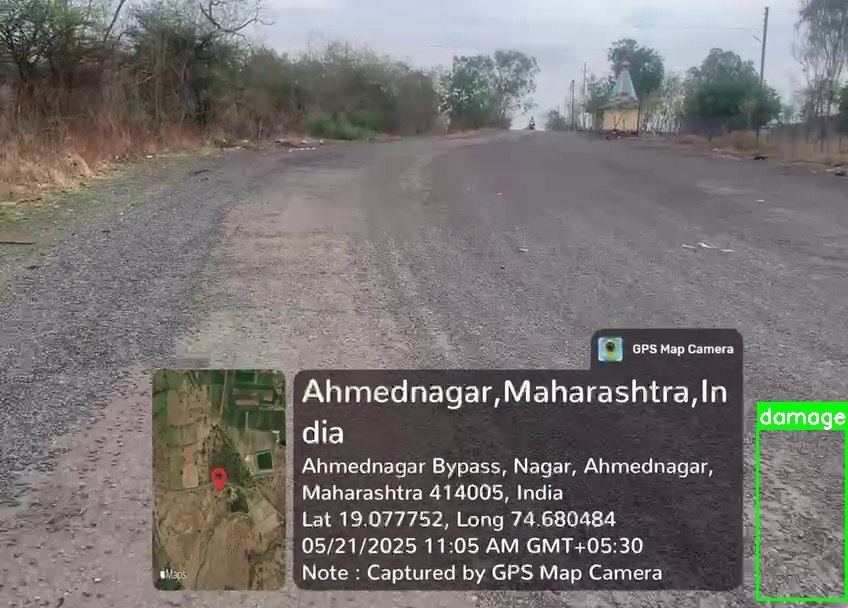 GPS Map Camera
Ahmednagar,Maharashtra,In
dia
Ahmednagar Bypass, Nagar, Ahmednagar,
Maharashtra 414005, India
Lat 19.077752, Long 74.680484
05/21/2025 11:05 AM GMT+05:30
Note : Captured by GPS Map Camera
Maps
damage